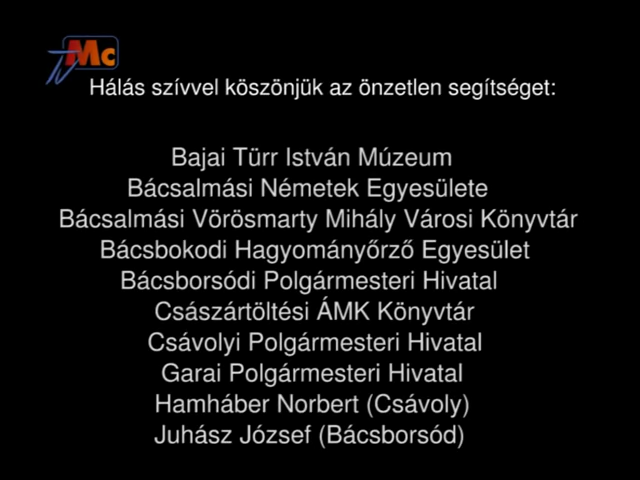 Mc
TV
Hálás szívvel köszönjük az önzetlen segítséget:
Bajai Türr István Múzeum
Bácsalmási Németek Egyesülete
Bácsalmási Vörösmarty Mihály Városi Könyvtár
Bácsbokodi Hagyományőrző Egyesület
Bácsborsódi Polgármesteri Hivatal
Császártöltési ÁMK Könyvtár
Csávolyi Polgármesteri Hivatal
Garai Polgármesteri Hivatal
Hamháber Norbert (Csávoly)
Juhász József (Bácsborsód)